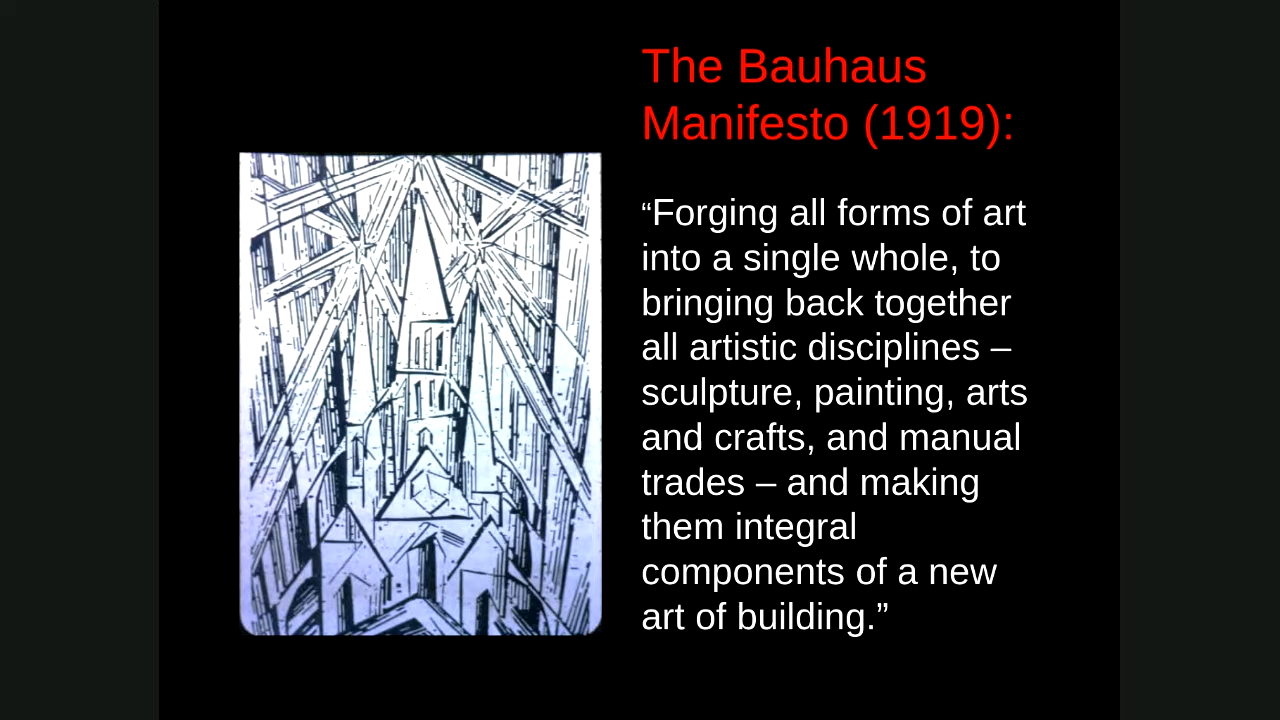 The Bauhaus
Manifesto (1919):
“Forging all forms of art
into a single whole, to
bringing back together
all artistic disciplines –
sculpture, painting, arts
and crafts, and manual
trades – and making
them integral
components of a new
art of building.”